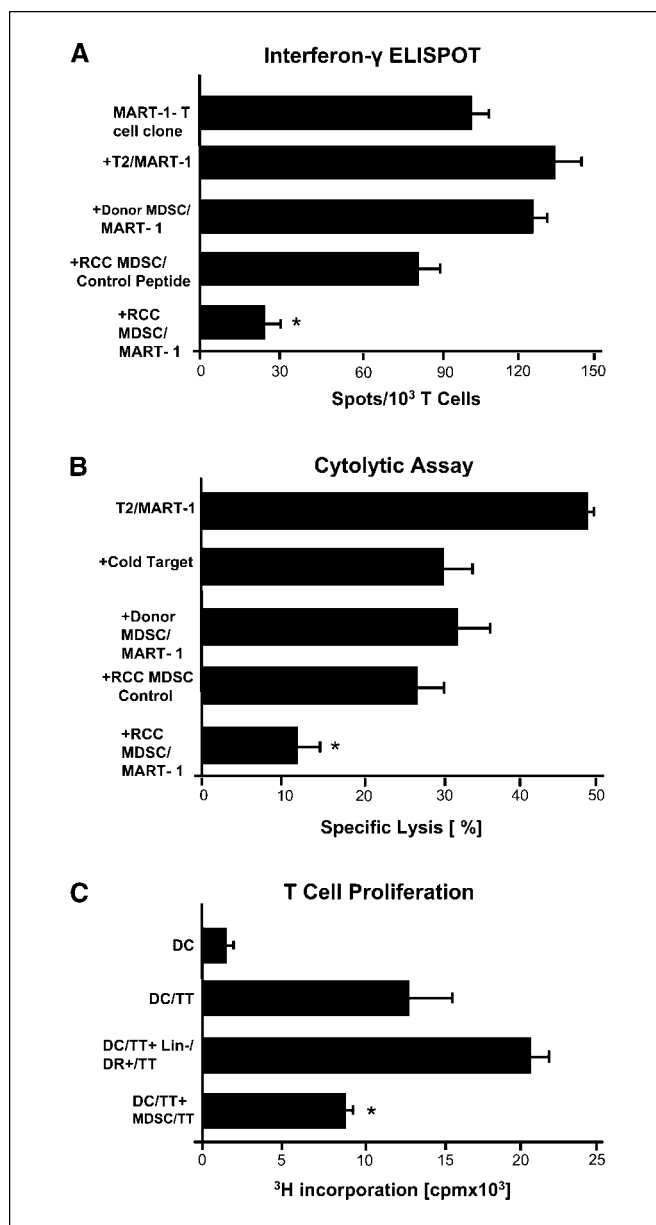 A
Interferon-γ ELISPOT
MART-1- T
cell clone
+T2/MART-1
+Donor MDSC/
MART- 1
+RCC MDSC/
Control Peptide
+RCC
MDSC/
MART- 1
*
0 30 60 90 120 150
Spots/10³ T Cells
B
Cytolytic Assay
T2/MART-1
+Cold Target
+Donor
MDSC/
MART- 1
+RCC MDSC
Control
+RCC
MDSC/
MART- 1
*
0 10 20 30 40 50
Specific Lysis [ %]
C
T Cell Proliferation
DC
DC/TT
DC/TT+ Lin-/
DR+/TT
DC/TT+
MDSC/TT
*
0 5 10 15 20 25
³H incorporation [cpmx10³]